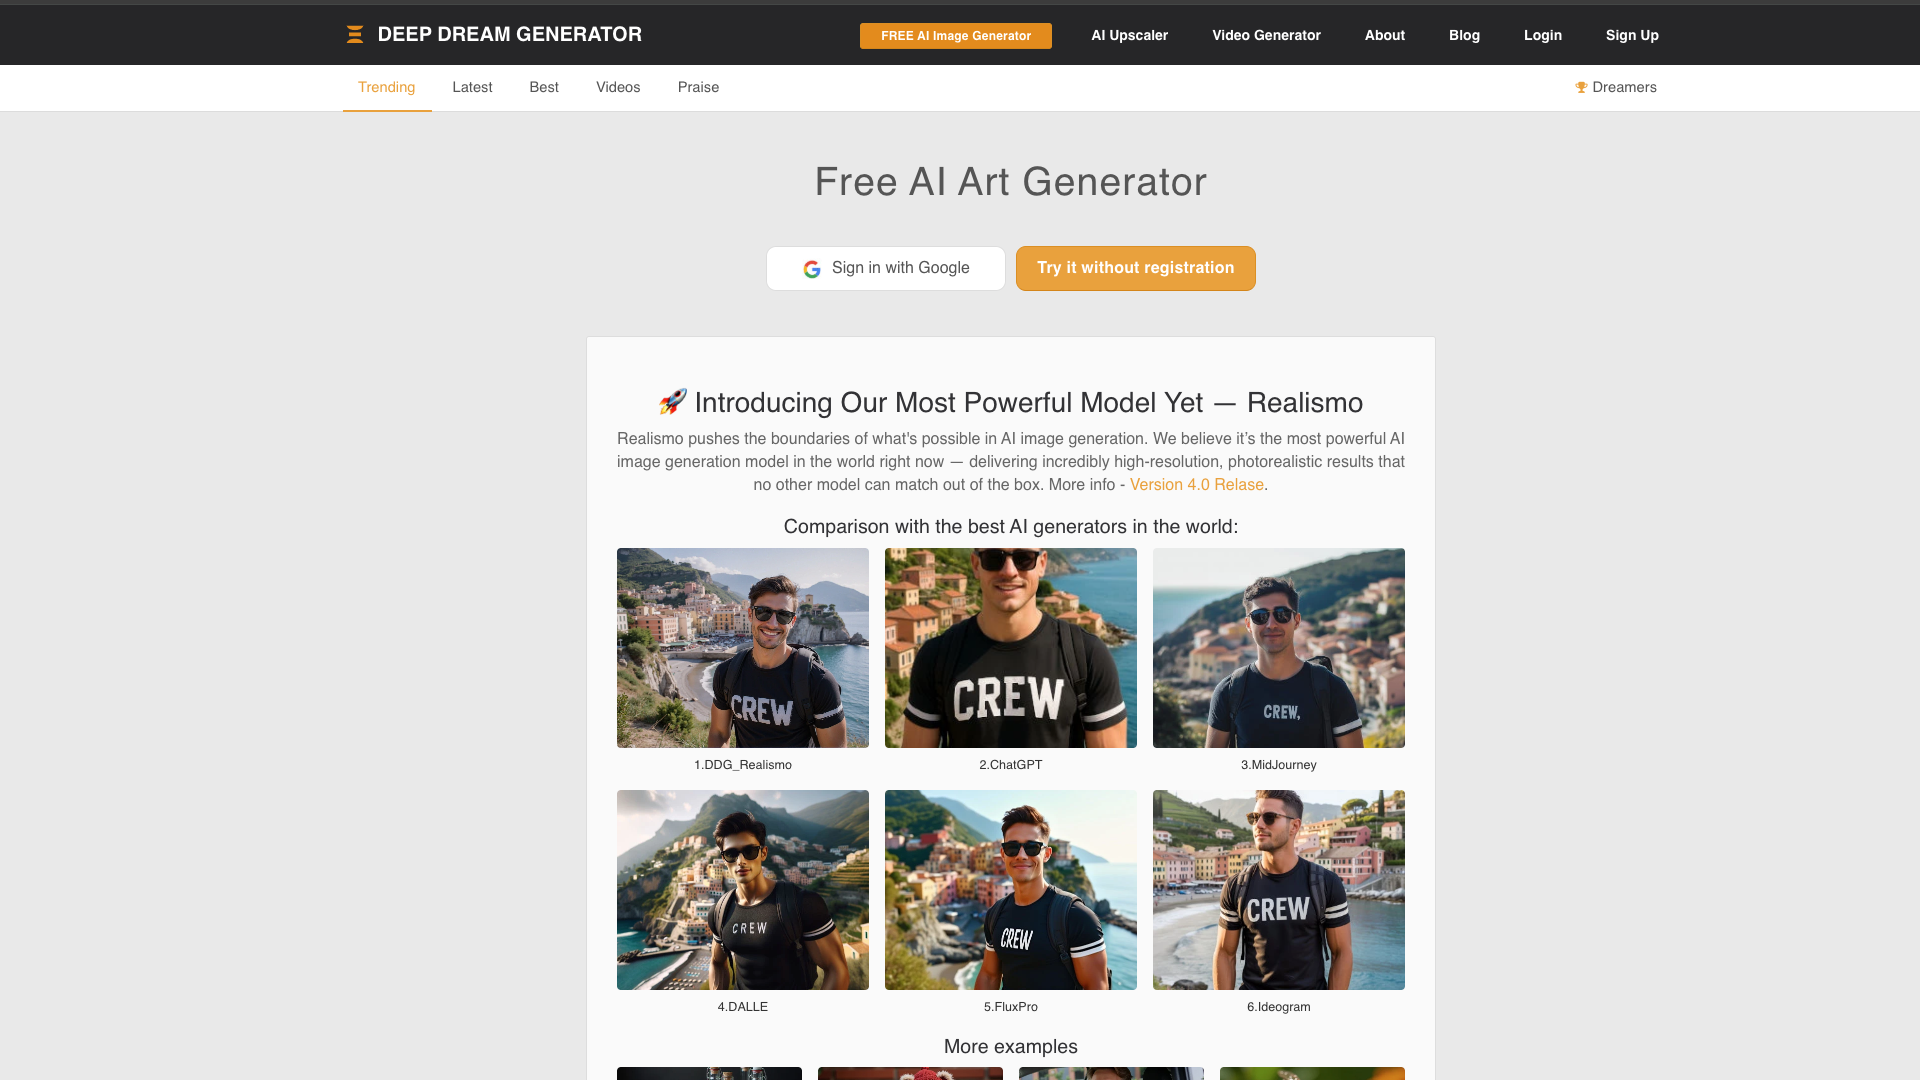 DEEP DREAM GENERATOR
FREE AI Image Generator
AI Upscaler
Video Generator
About
Blog
Login
Sign Up
Trending
Latest
Best
Videos
Praise
Dreamers
Free AI Art Generator
Sign in with Google
Try it without registration
🚀 Introducing Our Most Powerful Model Yet — Realismo
Realismo pushes the boundaries of what's possible in AI image generation. We believe it’s the most powerful AI
image generation model in the world right now — delivering incredibly high-resolution, photorealistic results that
no other model can match out of the box. More info - Version 4.0 Relase.
Comparison with the best AI generators in the world:
CREW
CREW
CREW,
1.DDG_Realismo
2.ChatGPT
3.MidJourney
CREW
CREW
CREW
4.DALLE
5.FluxPro
6.Ideogram
More examples